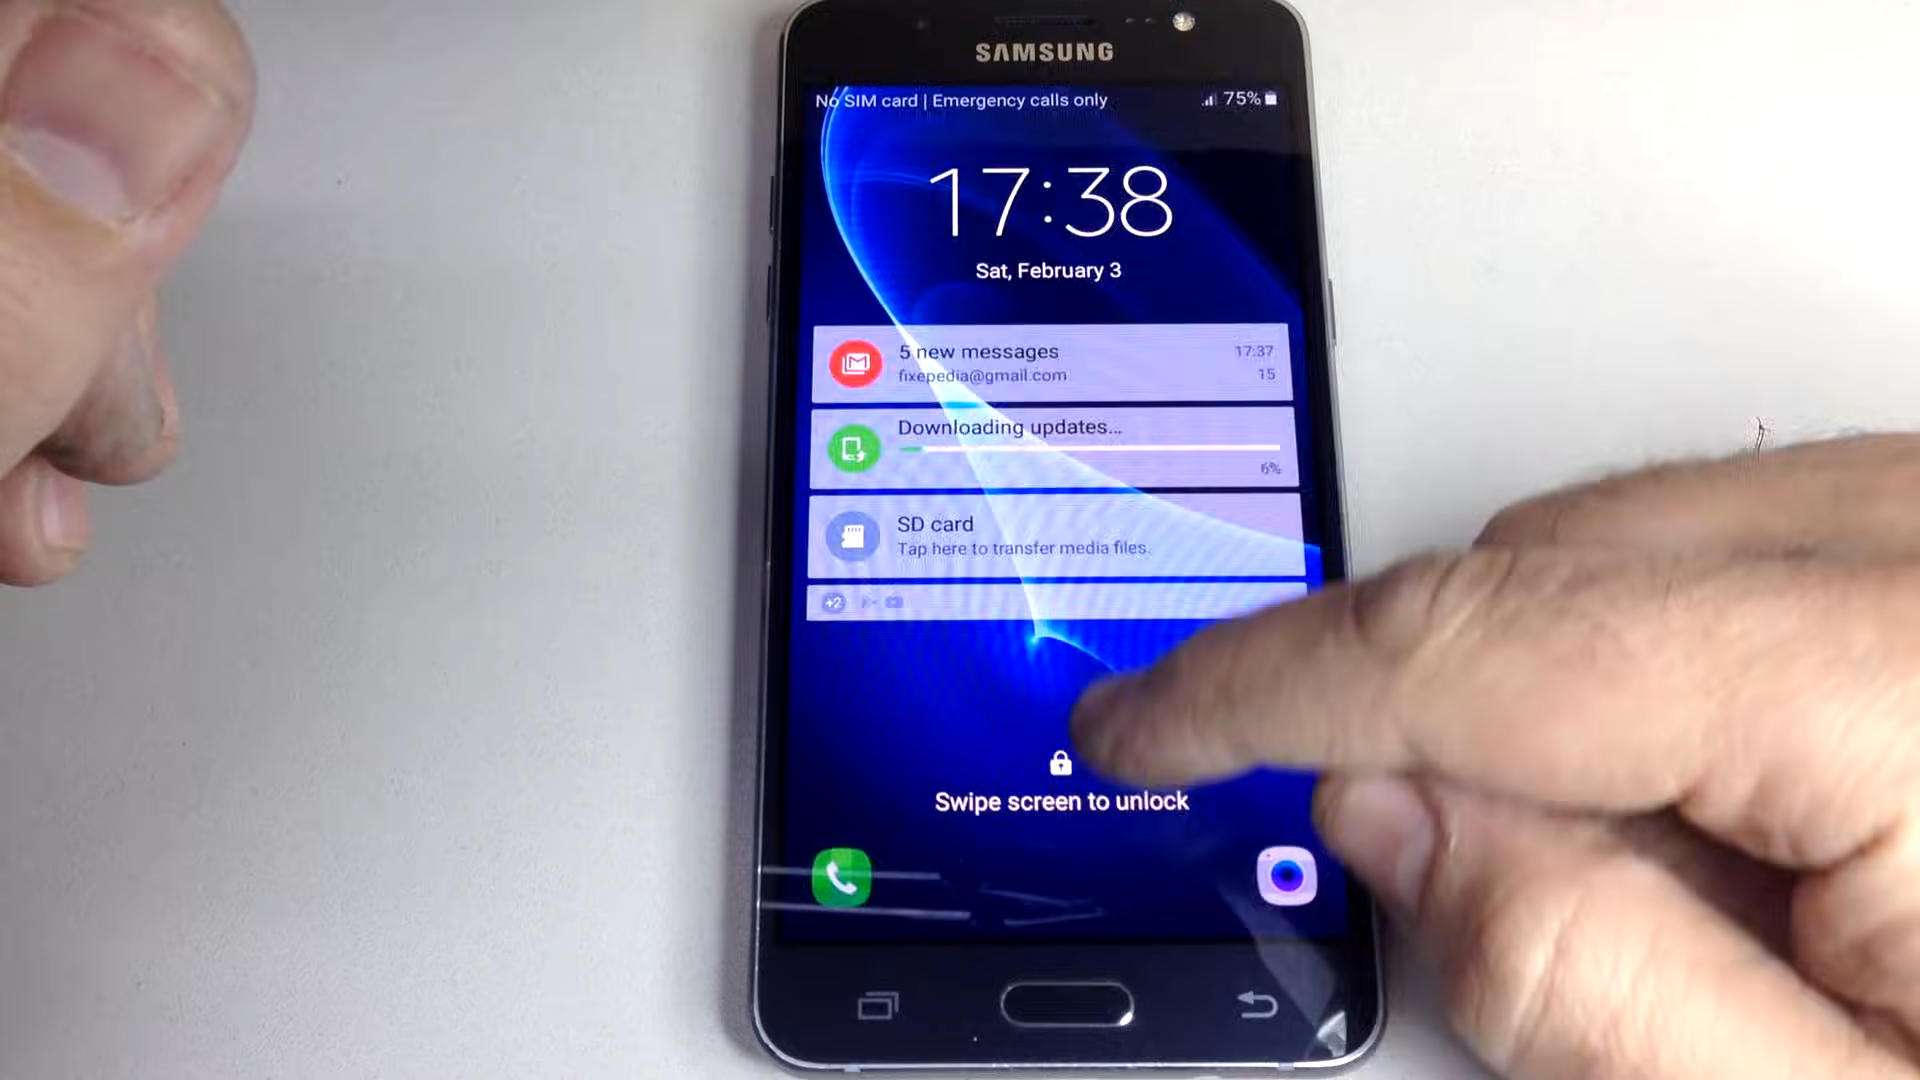 SAMSUNG
No SIM card | Emergency calls only 75%
17:38
Sat, February 3
5 new messages 17:37
fixepedia@gmail.com 15
Downloading updates...
6%
SD card
Tap here to transfer media files.
+2
Swipe screen to unlock